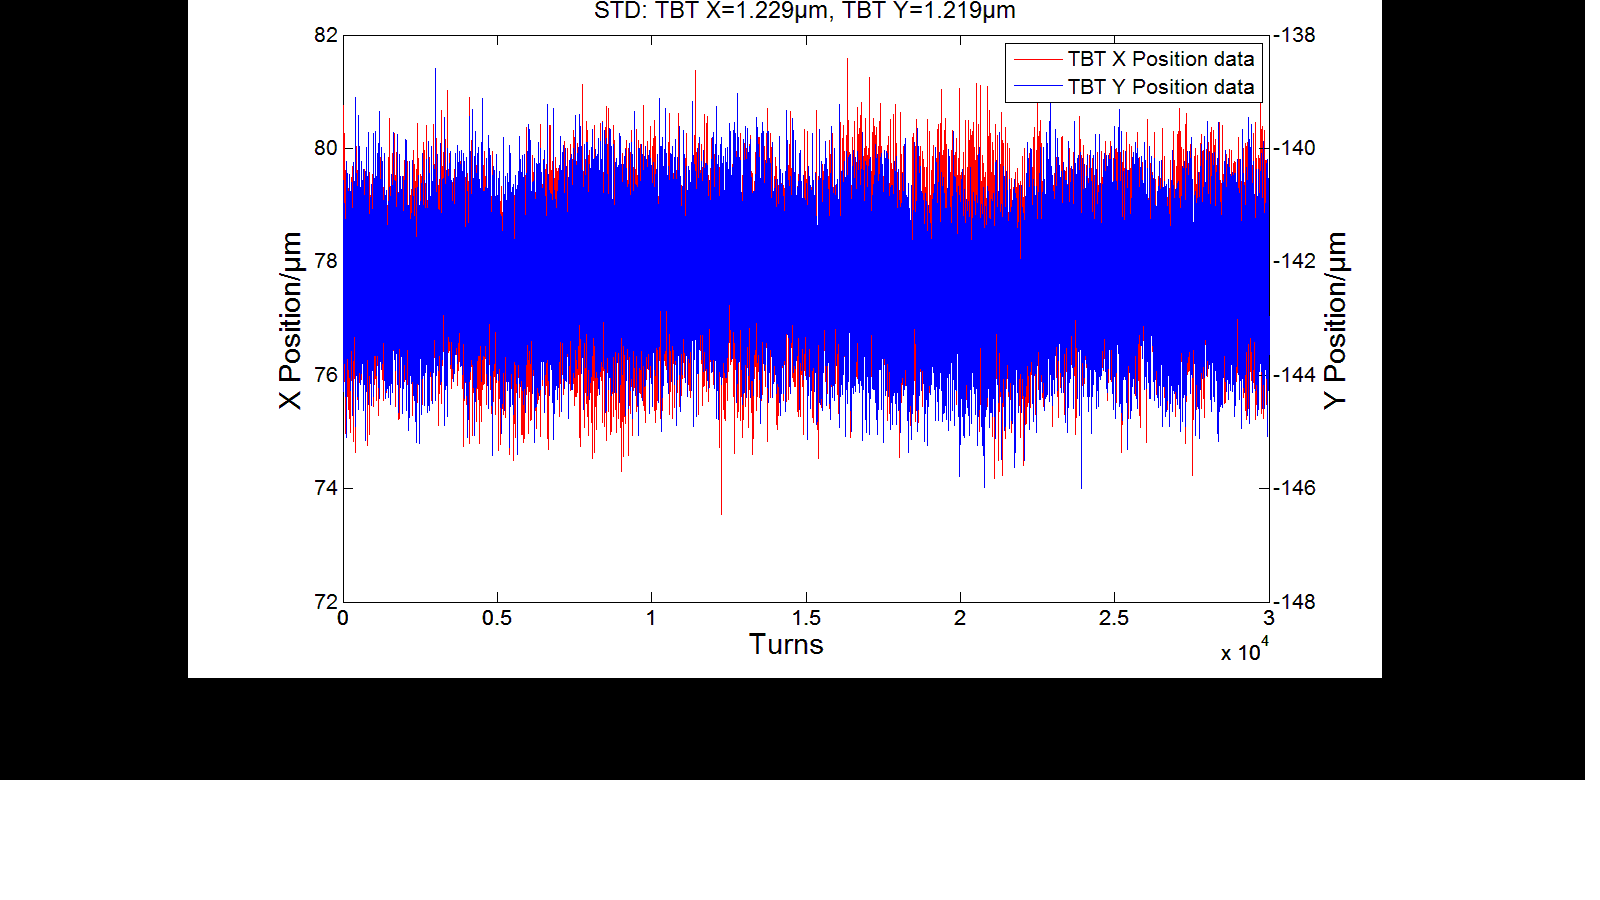 STD: TBT X=1.229µm, TBT Y=1.219µm
82
80
78
76
74
72
X Position/µm
TBT X Position data
TBT Y Position data
-138
-140
-142
-144
-146
-148
Y Position/µm
0 0.5 1 1.5 2 2.5 3
Turns
x 10^4